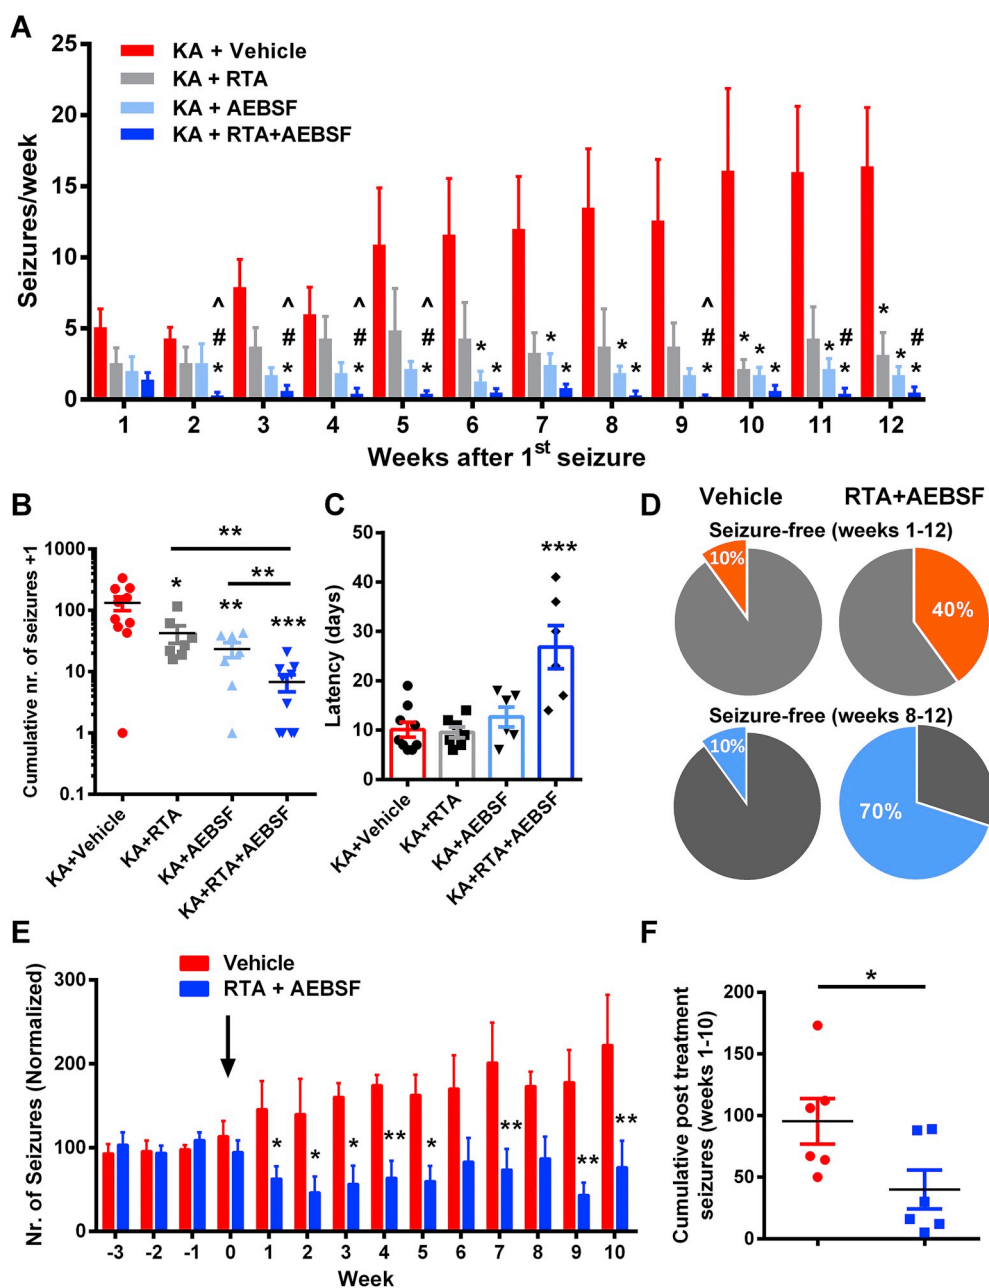 A
KA + Vehicle
KA + RTA
KA + AEBSF
KA + RTA+AEBSF
Seizures/week
25
20
15
10
5
0
^ ^ ^ ^ ^
# # # # # # #
* * * * * * * * * * * * * * * * * * *
1 2 3 4 5 6 7 8 9 10 11 12
Weeks after 1st seizure
B
Cumulative nr. of seizures +1
1000
100
10
1
0.1
**
**
*
**
***
KA+Vehicle
KA+RTA
KA+AEBSF
KA+RTA+AEBSF
C
Latency (days)
50
40
30
20
10
0
***
KA+Vehicle
KA+RTA
KA+AEBSF
KA+RTA+AEBSF
D
Vehicle RTA+AEBSF
Seizure-free (weeks 1-12)
10%
40%
Seizure-free (weeks 8-12)
10%
70%
E
Vehicle
RTA + AEBSF
Nr. of Seizures (Normalized)
300
200
100
0
* * * ** * ** ** **
-3 -2 -1 0 1 2 3 4 5 6 7 8 9 10
Week
F
Cumulative post treatment
seizures (weeks 1-10)
200
150
100
50
0
*